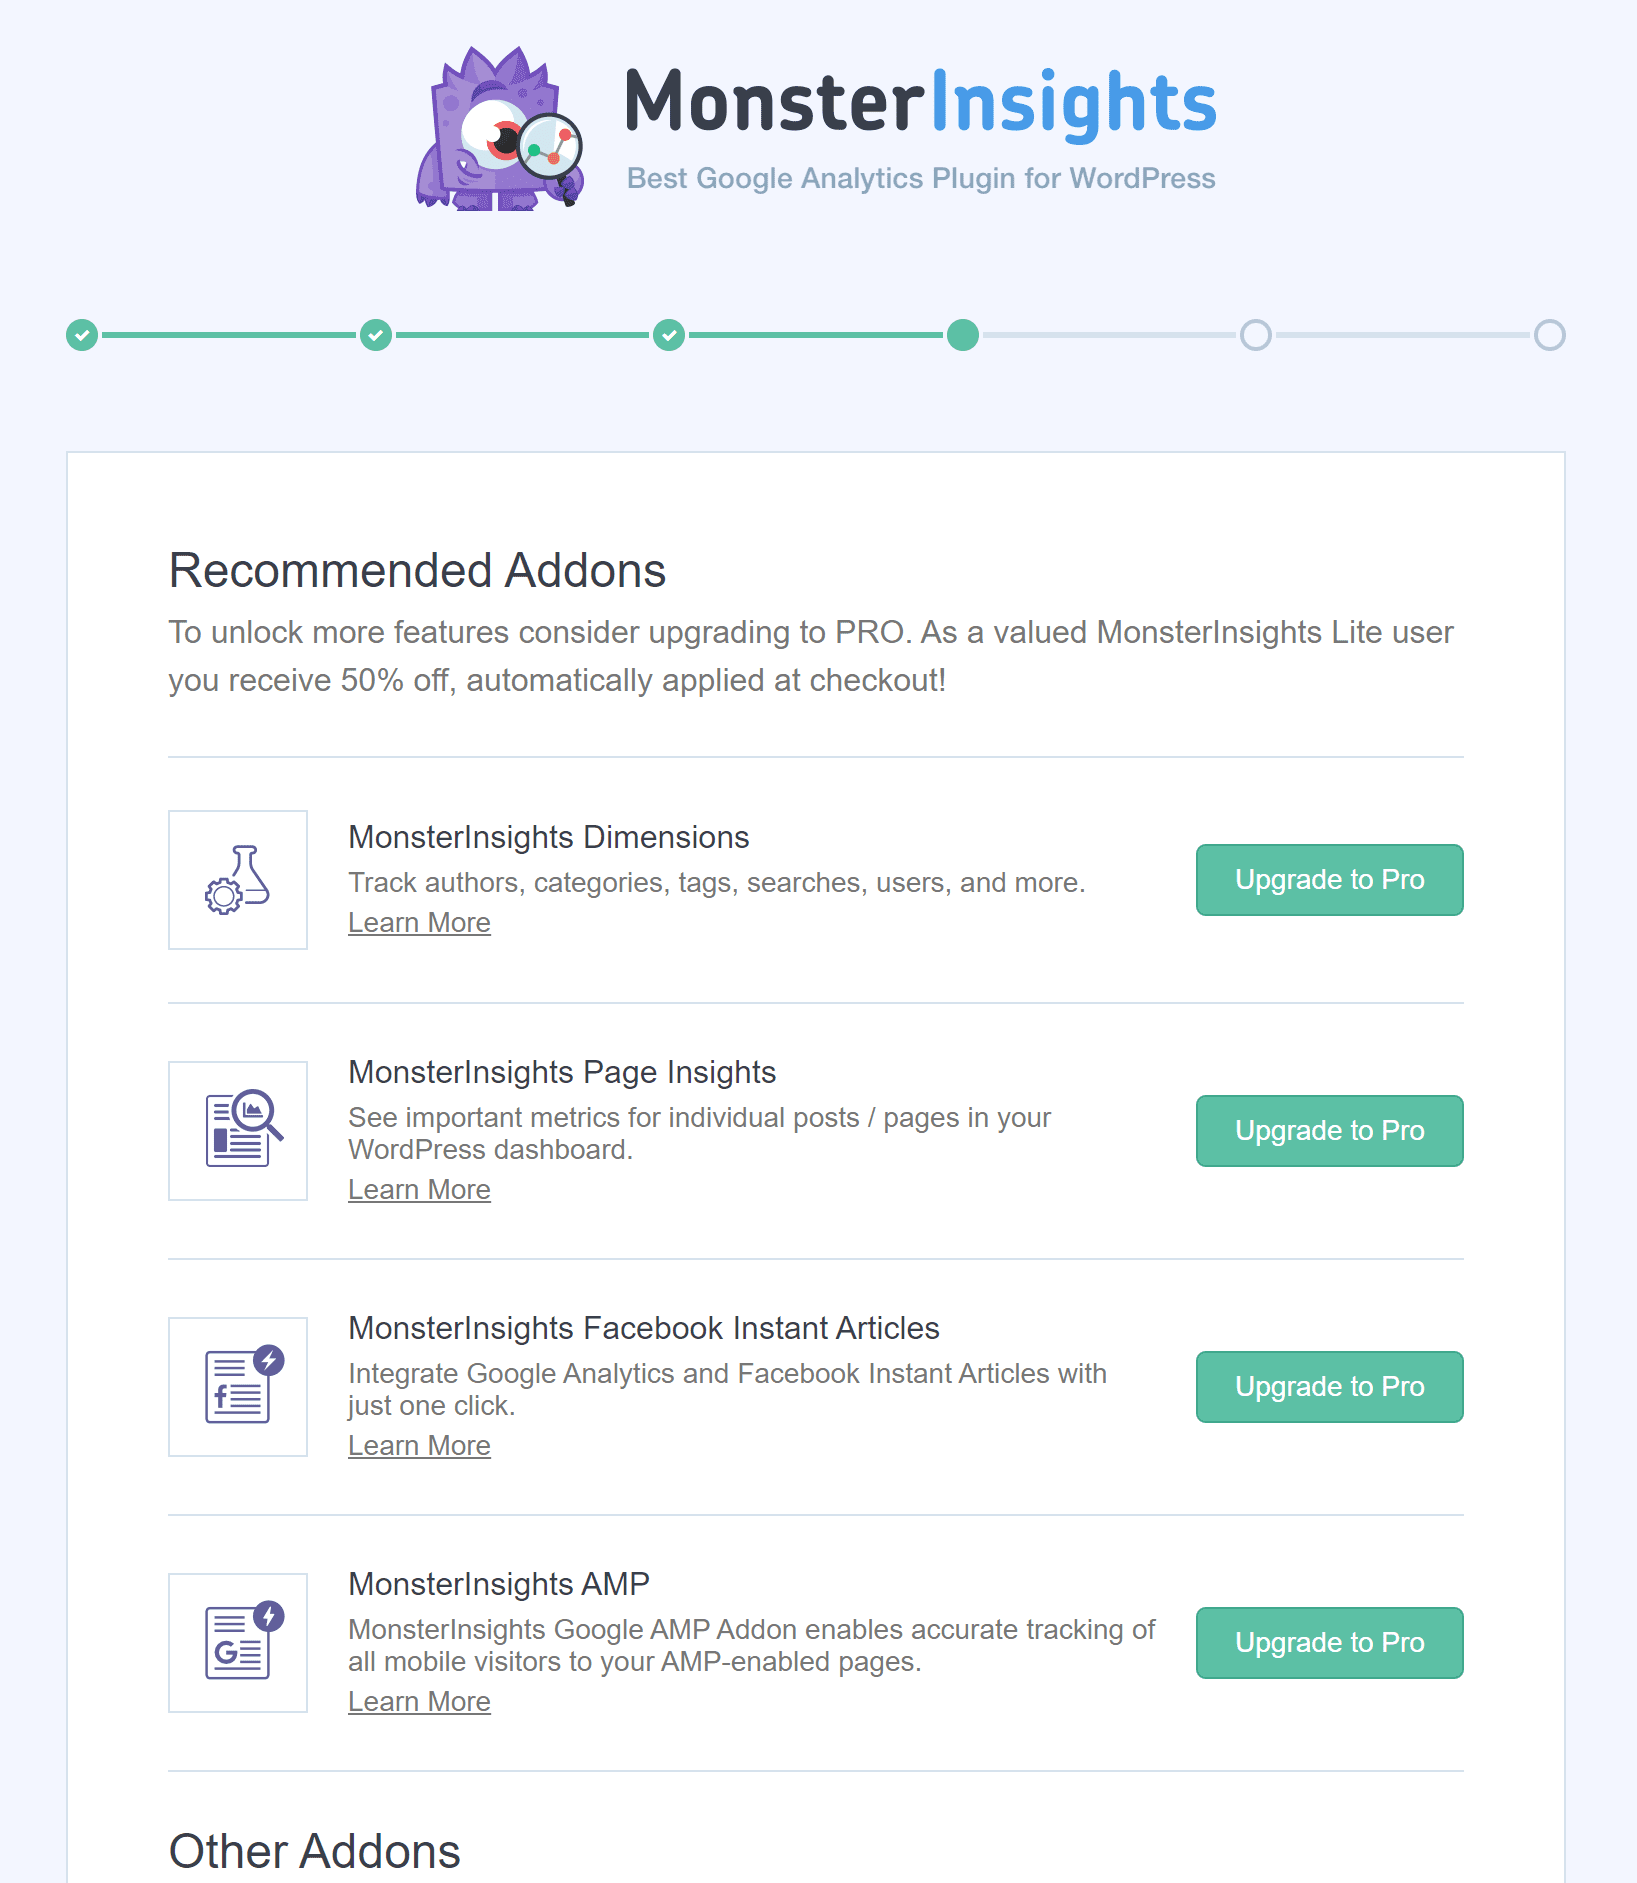 MonsterInsights
Best Google Analytics Plugin for WordPress
Recommended Addons
To unlock more features consider upgrading to PRO. As a valued MonsterInsights Lite user
you receive 50% off, automatically applied at checkout!
MonsterInsights Dimensions
Track authors, categories, tags, searches, users, and more.
Learn More
Upgrade to Pro
MonsterInsights Page Insights
See important metrics for individual posts / pages in your
WordPress dashboard.
Learn More
Upgrade to Pro
MonsterInsights Facebook Instant Articles
Integrate Google Analytics and Facebook Instant Articles with
just one click.
Learn More
Upgrade to Pro
MonsterInsights AMP
MonsterInsights Google AMP Addon enables accurate tracking of
all mobile visitors to your AMP-enabled pages.
Learn More
Upgrade to Pro
Other Addons